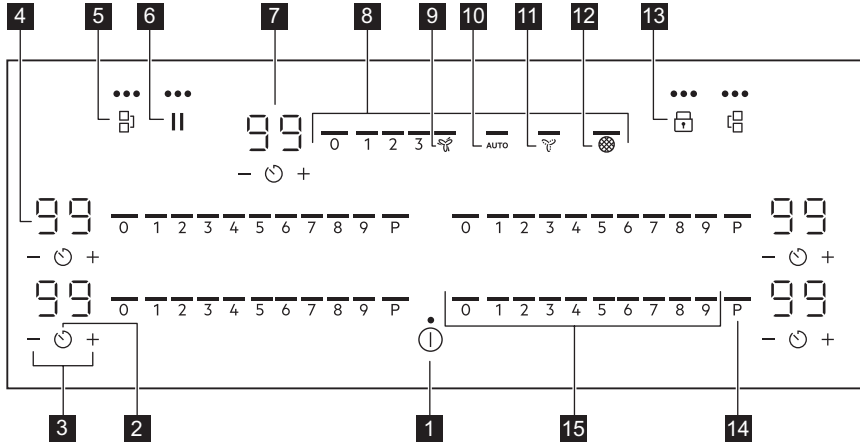 4 5 6 7 8 9 10 11 12 13
99 0 1 2 3 AUTO
− +
99 0 1 2 3 4 5 6 7 8 9 P 0 1 2 3 4 5 6 7 8 9 P 99
− + − +
99 0 1 2 3 4 5 6 7 8 9 P 0 1 2 3 4 5 6 7 8 9 P 99
− + − +
3 2 1 15 14